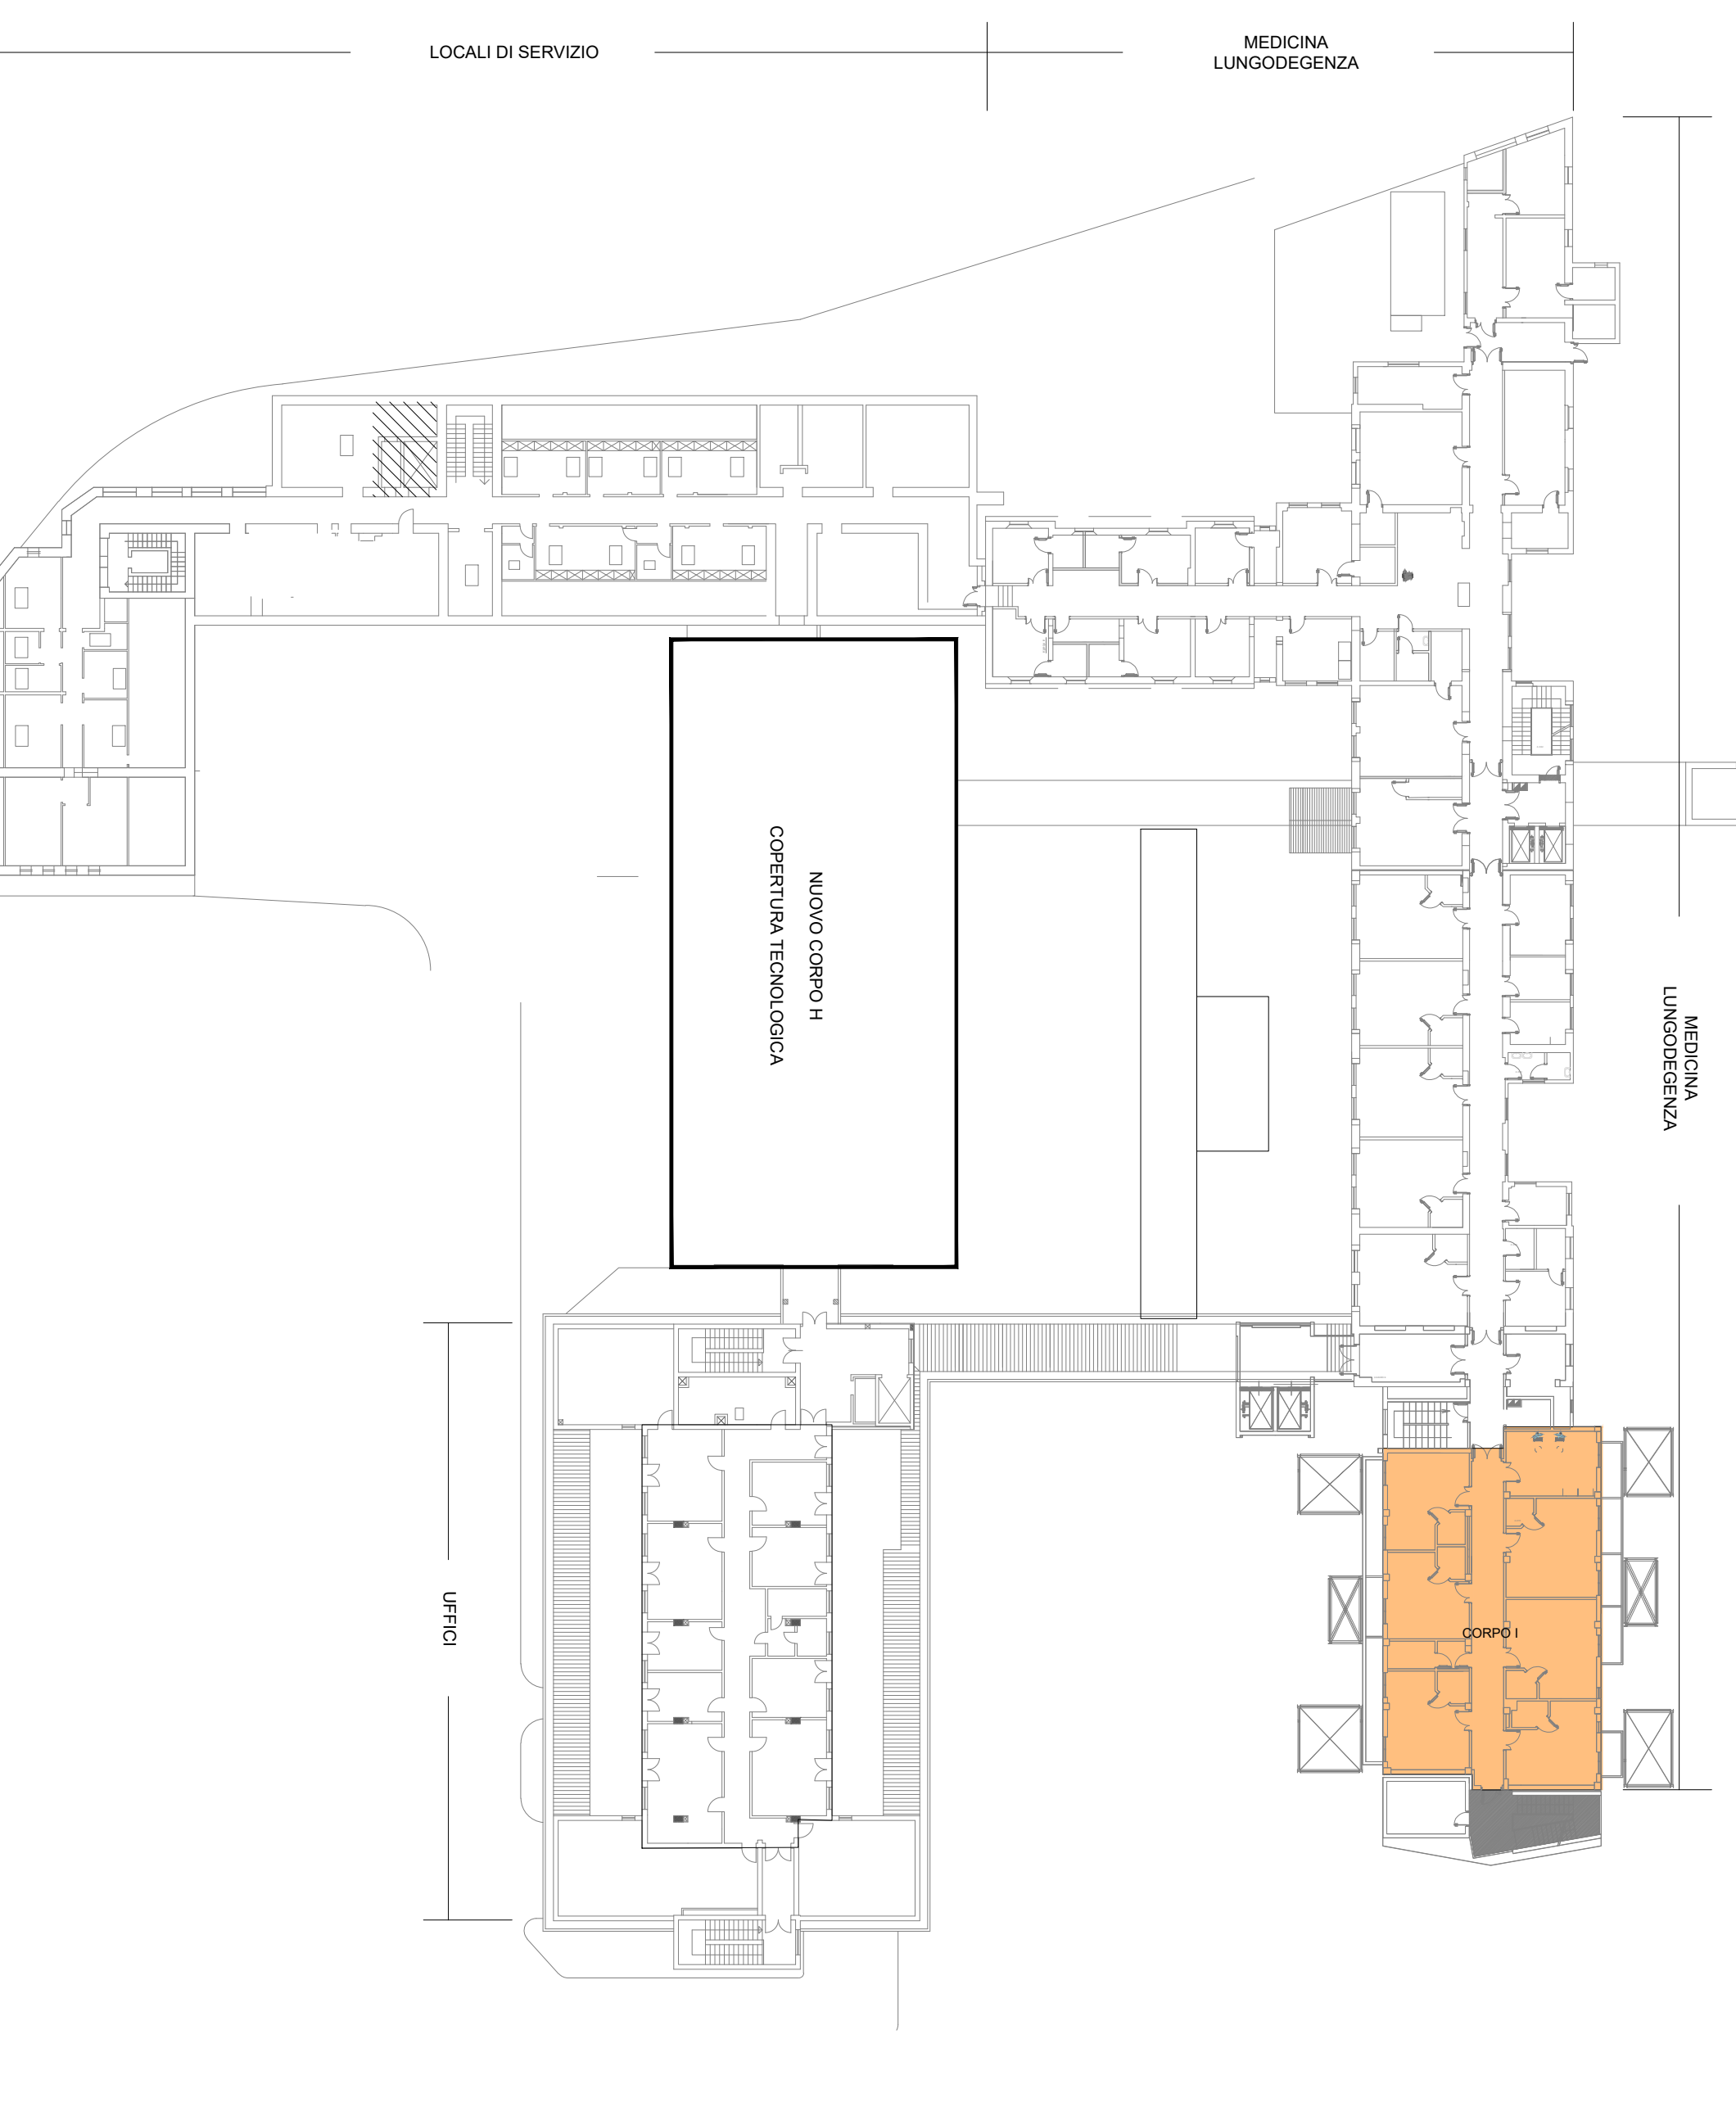 LOCALI DI SERVIZIO
MEDICINA
LUNGODEGENZA
NUOVO CORPO H
COPERTURA TECNOLOGICA
MEDICINA
LUNGODEGENZA
UFFICI
CORPO I